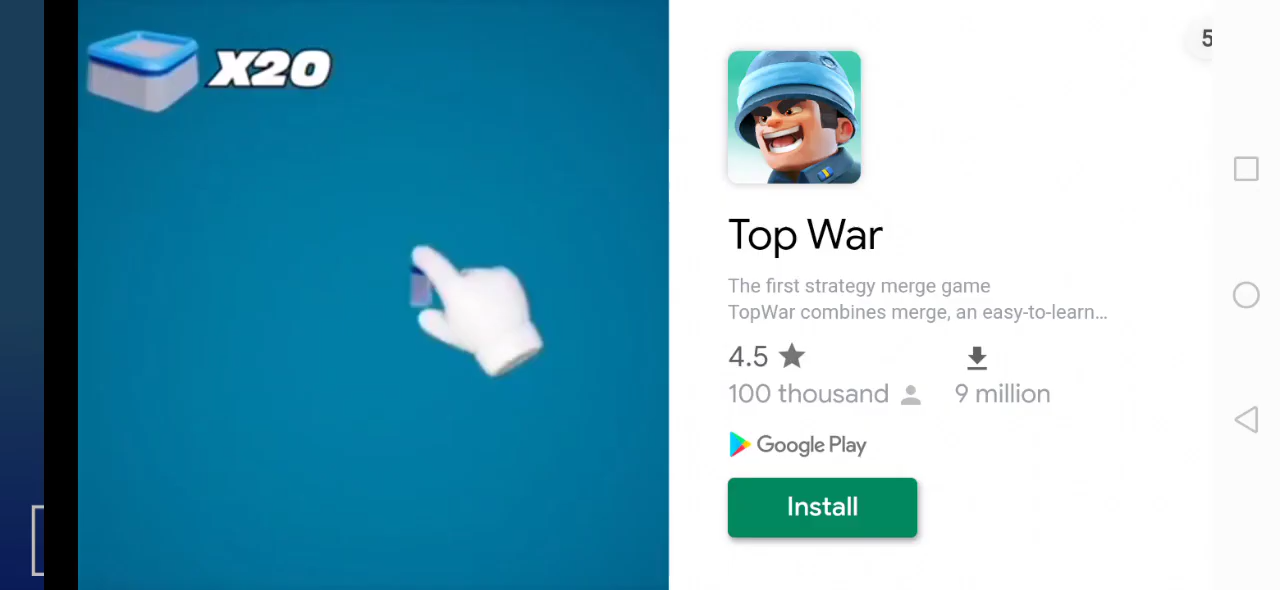 X20
5
Top War
The first strategy merge game
TopWar combines merge, an easy-to-learn...
4.5
100 thousand
9 million
Google Play
Install